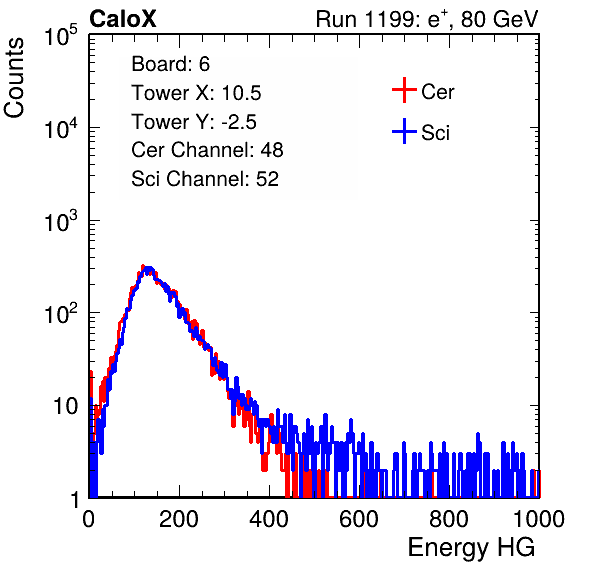 CaloX Run 1199: e⁺, 80 GeV
Counts
10⁵
10⁴
10³
10²
10
1
Board: 6
Tower X: 10.5
Tower Y: -2.5
Cer Channel: 48
Sci Channel: 52
Cer
Sci
0 200 400 600 800 1000
Energy HG